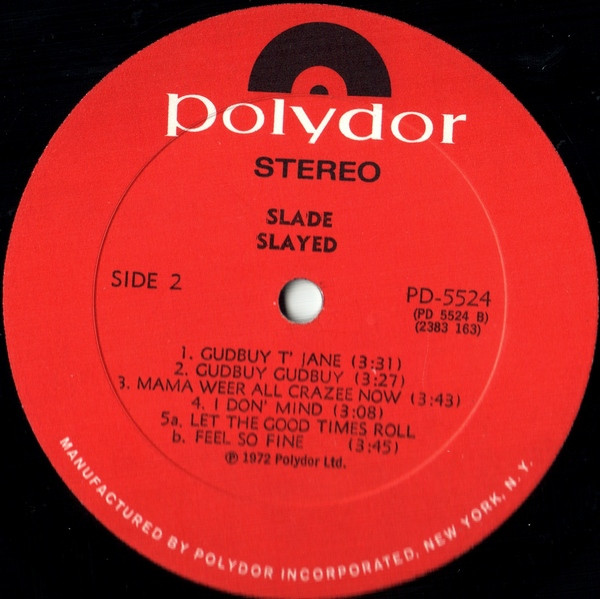 polydor
STEREO
SLADE
SLAYED
SIDE 2
PD-5524
(PD 5524 B)
(2383 163)
1. GUDBUY T' JANE (3:31)
2. GUDBUY GUDBUY (3:27)
3. MAMA WEER ALL CRAZEE NOW (3:43)
4. I DON' MIND (3:08)
5a. LET THE GOOD TIMES ROLL
b. FEEL SO FINE (3:45)
℗ 1972 Polydor Ltd.
MANUFACTURED BY POLYDOR INCORPORATED, NEW YORK, N. Y.